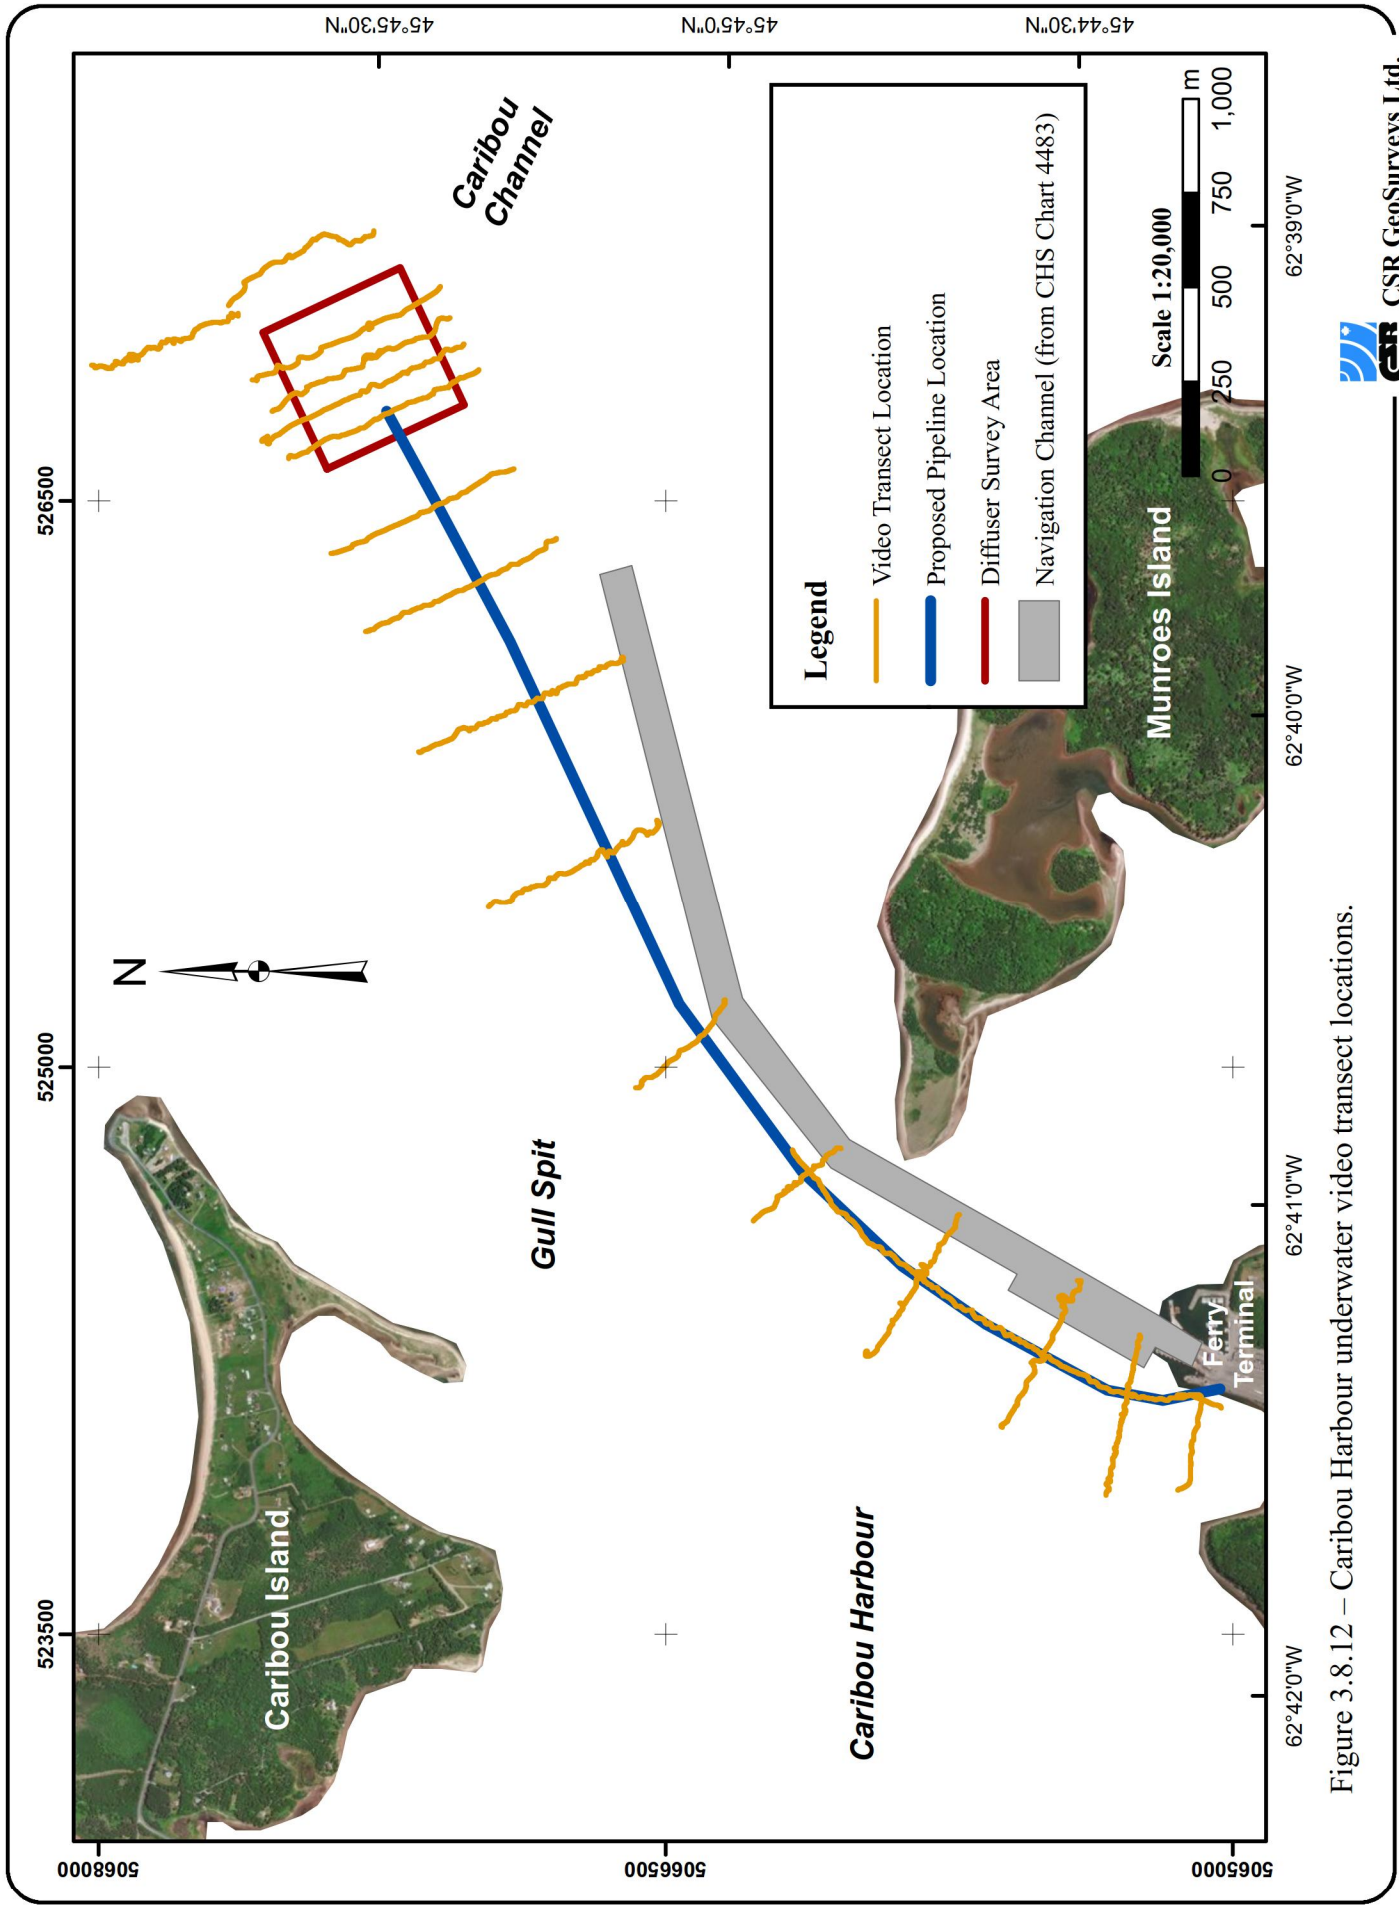 523500
525000
526500
5068000
5066500
5065000
45°45'30"N
45°45'0"N
45°44'30"N
62°42'0"W
62°41'0"W
62°40'0"W
62°39'0"W
N
Caribou
Channel
Gull Spit
Caribou Island
Caribou Harbour
Ferry
Terminal
Munroes Island
Legend
Video Transect Location
Proposed Pipeline Location
Diffuser Survey Area
Navigation Channel (from CHS Chart 4483)
Scale 1:20,000
m
0 250 500 750 1,000
Figure 3.8.12 – Caribou Harbour underwater video transect locations.
CSR
CSR GeoSurveys Ltd.